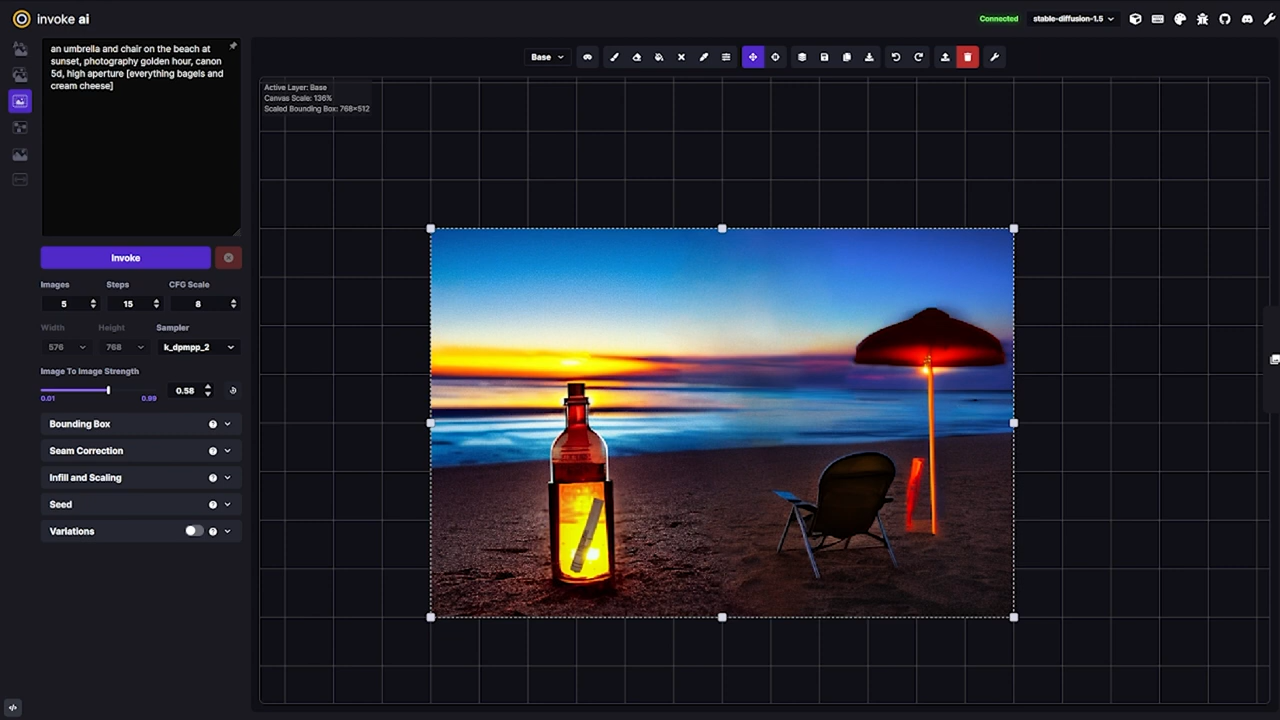 invoke ai
Connected
stable-diffusion-1.5
an umbrella and chair on the beach at
sunset, photography golden hour, canon
5d, high aperture [everything bagels and
cream cheese]
Base
Active Layer: Base
Canvas Scale: 136%
Scaled Bounding Box: 768×512
Invoke
Images
Steps
CFG Scale
5
15
8
Width
Height
Sampler
576
768
k_dpmpp_2
Image To Image Strength
0.58
0.01
0.99
Bounding Box
Seam Correction
Infill and Scaling
Seed
Variations